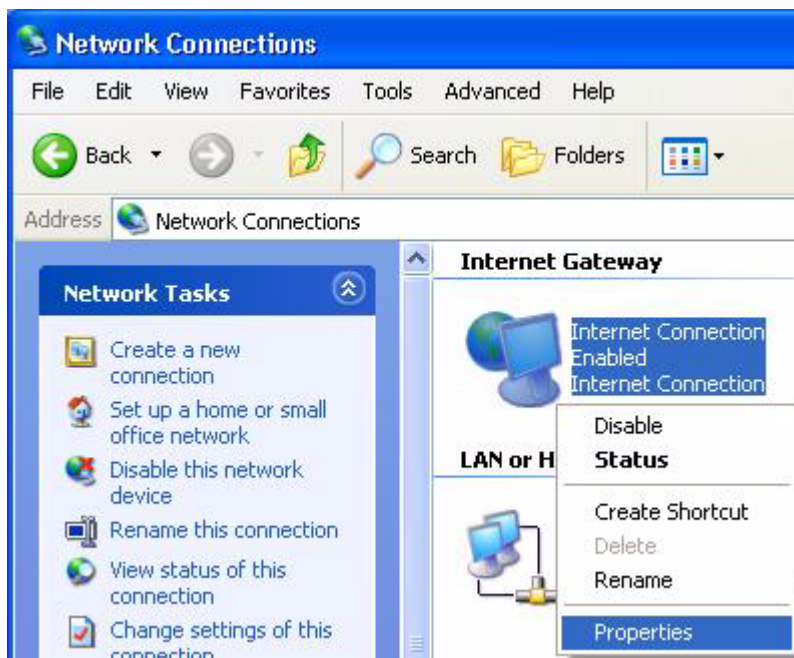 Network Connections
File Edit View Favorites Tools Advanced Help
Back Search Folders
Address Network Connections
Network Tasks
Create a new
connection
Set up a home or small
office network
Disable this network
device
Rename this connection
View status of this
connection
Change settings of this
connection
Internet Gateway
Internet Connection
Enabled
Internet Connection
LAN or H
Disable
Status
Create Shortcut
Delete
Rename
Properties